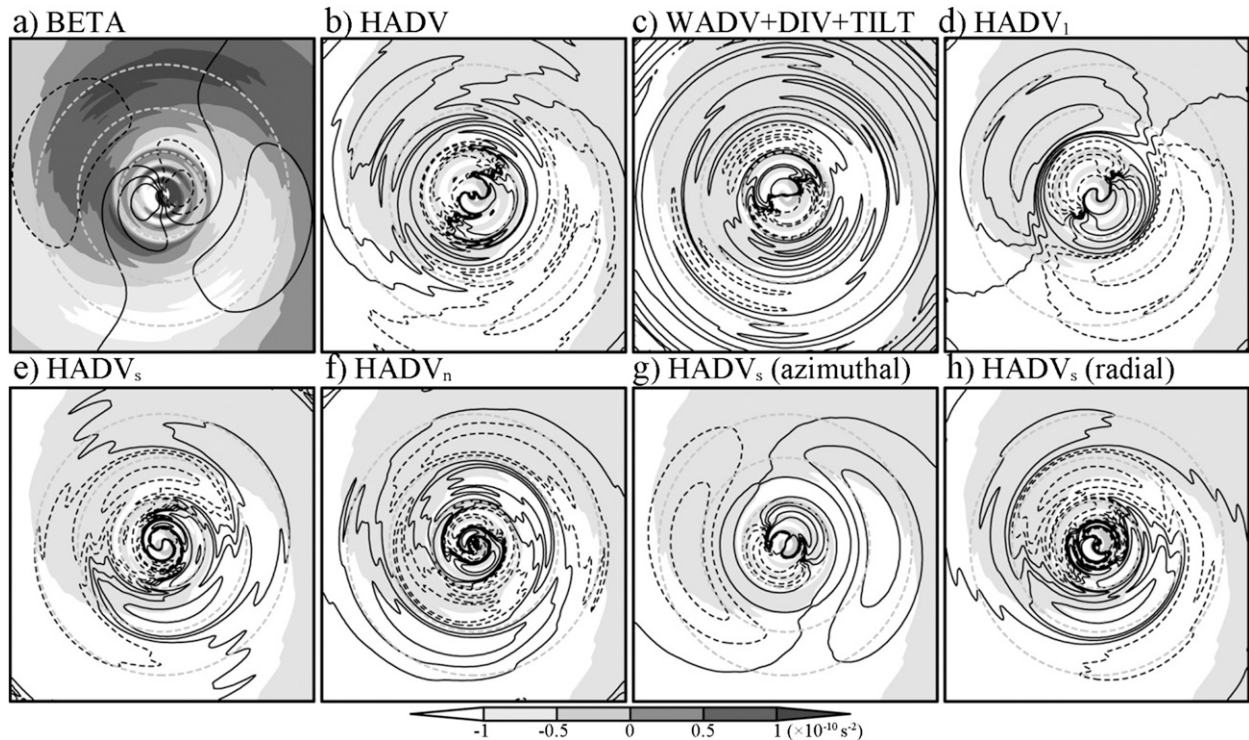 a) BETA
b) HADV
c) WADV+DIV+TILT
d) HADV₁
e) HADVₛ
f) HADVₙ
g) HADVₛ (azimuthal)
h) HADVₛ (radial)
-1 -0.5 0 0.5 1 (×10⁻¹⁰ s⁻²)